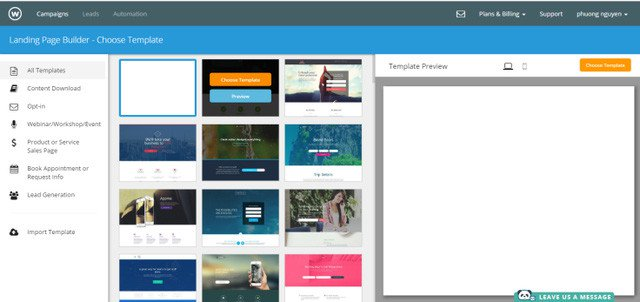 W Campaigns Leads Automation Plans & Billing Support phuong nguyen
Landing Page Builder - Choose Template
All Templates
Content Download
Opt-in
Webinar/Workshop/Event
Product or Service
Sales Page
Book Appointment or
Request Info
Lead Generation
Import Template
Choose Template
Preview
Trip Details
Template Preview
Choose Template
LEAVE US A MESSAGE